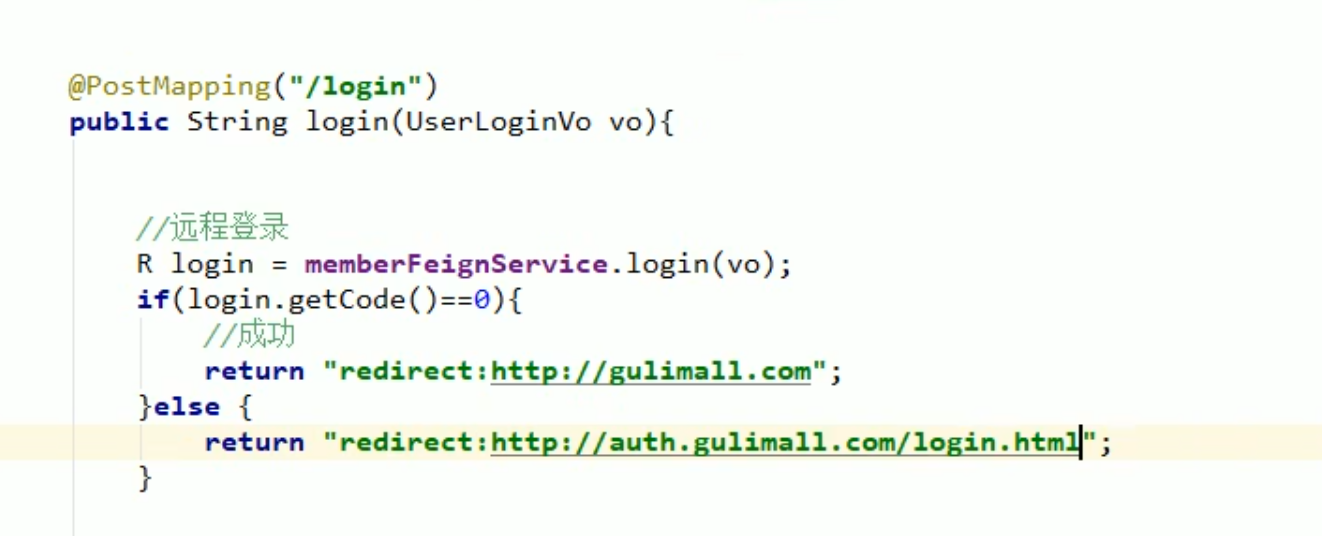 @PostMapping("/login")
public String login(UserLoginVo vo){
//远程登录
R login = memberFeignService.login(vo);
if(login.getCode()==0){
//成功
return "redirect:http://gulimall.com";
}else {
return "redirect:http://auth.gulimall.com/login.html";
}